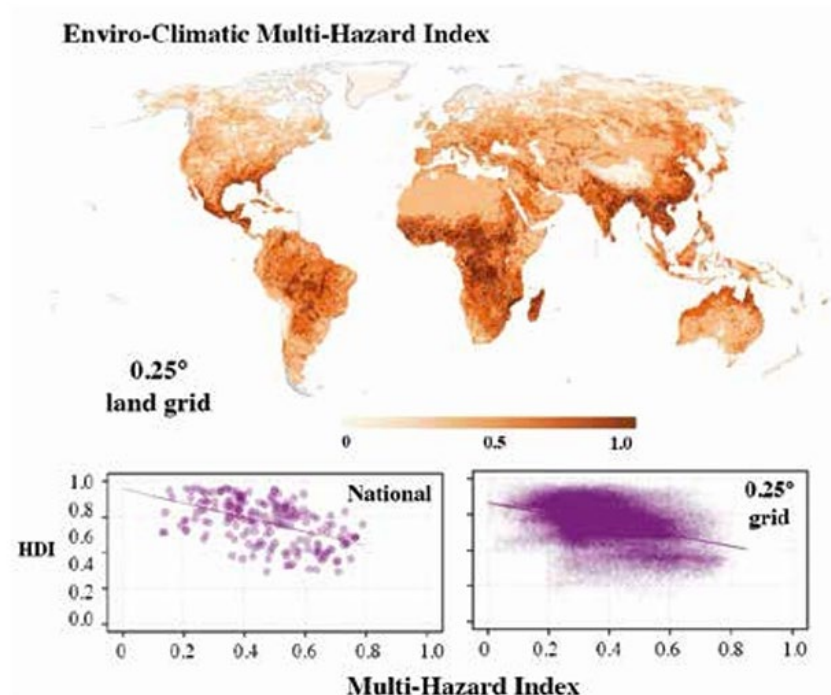 Enviro-Climatic Multi-Hazard Index
0.25°
land grid
0 0.5 1.0
1.0
0.8
0.6
0.4
0.2
0.0
HDI
National
0 0.2 0.4 0.6 0.8 1.0
0.25°
grid
0 0.2 0.4 0.6 0.8 1.0
Multi-Hazard Index